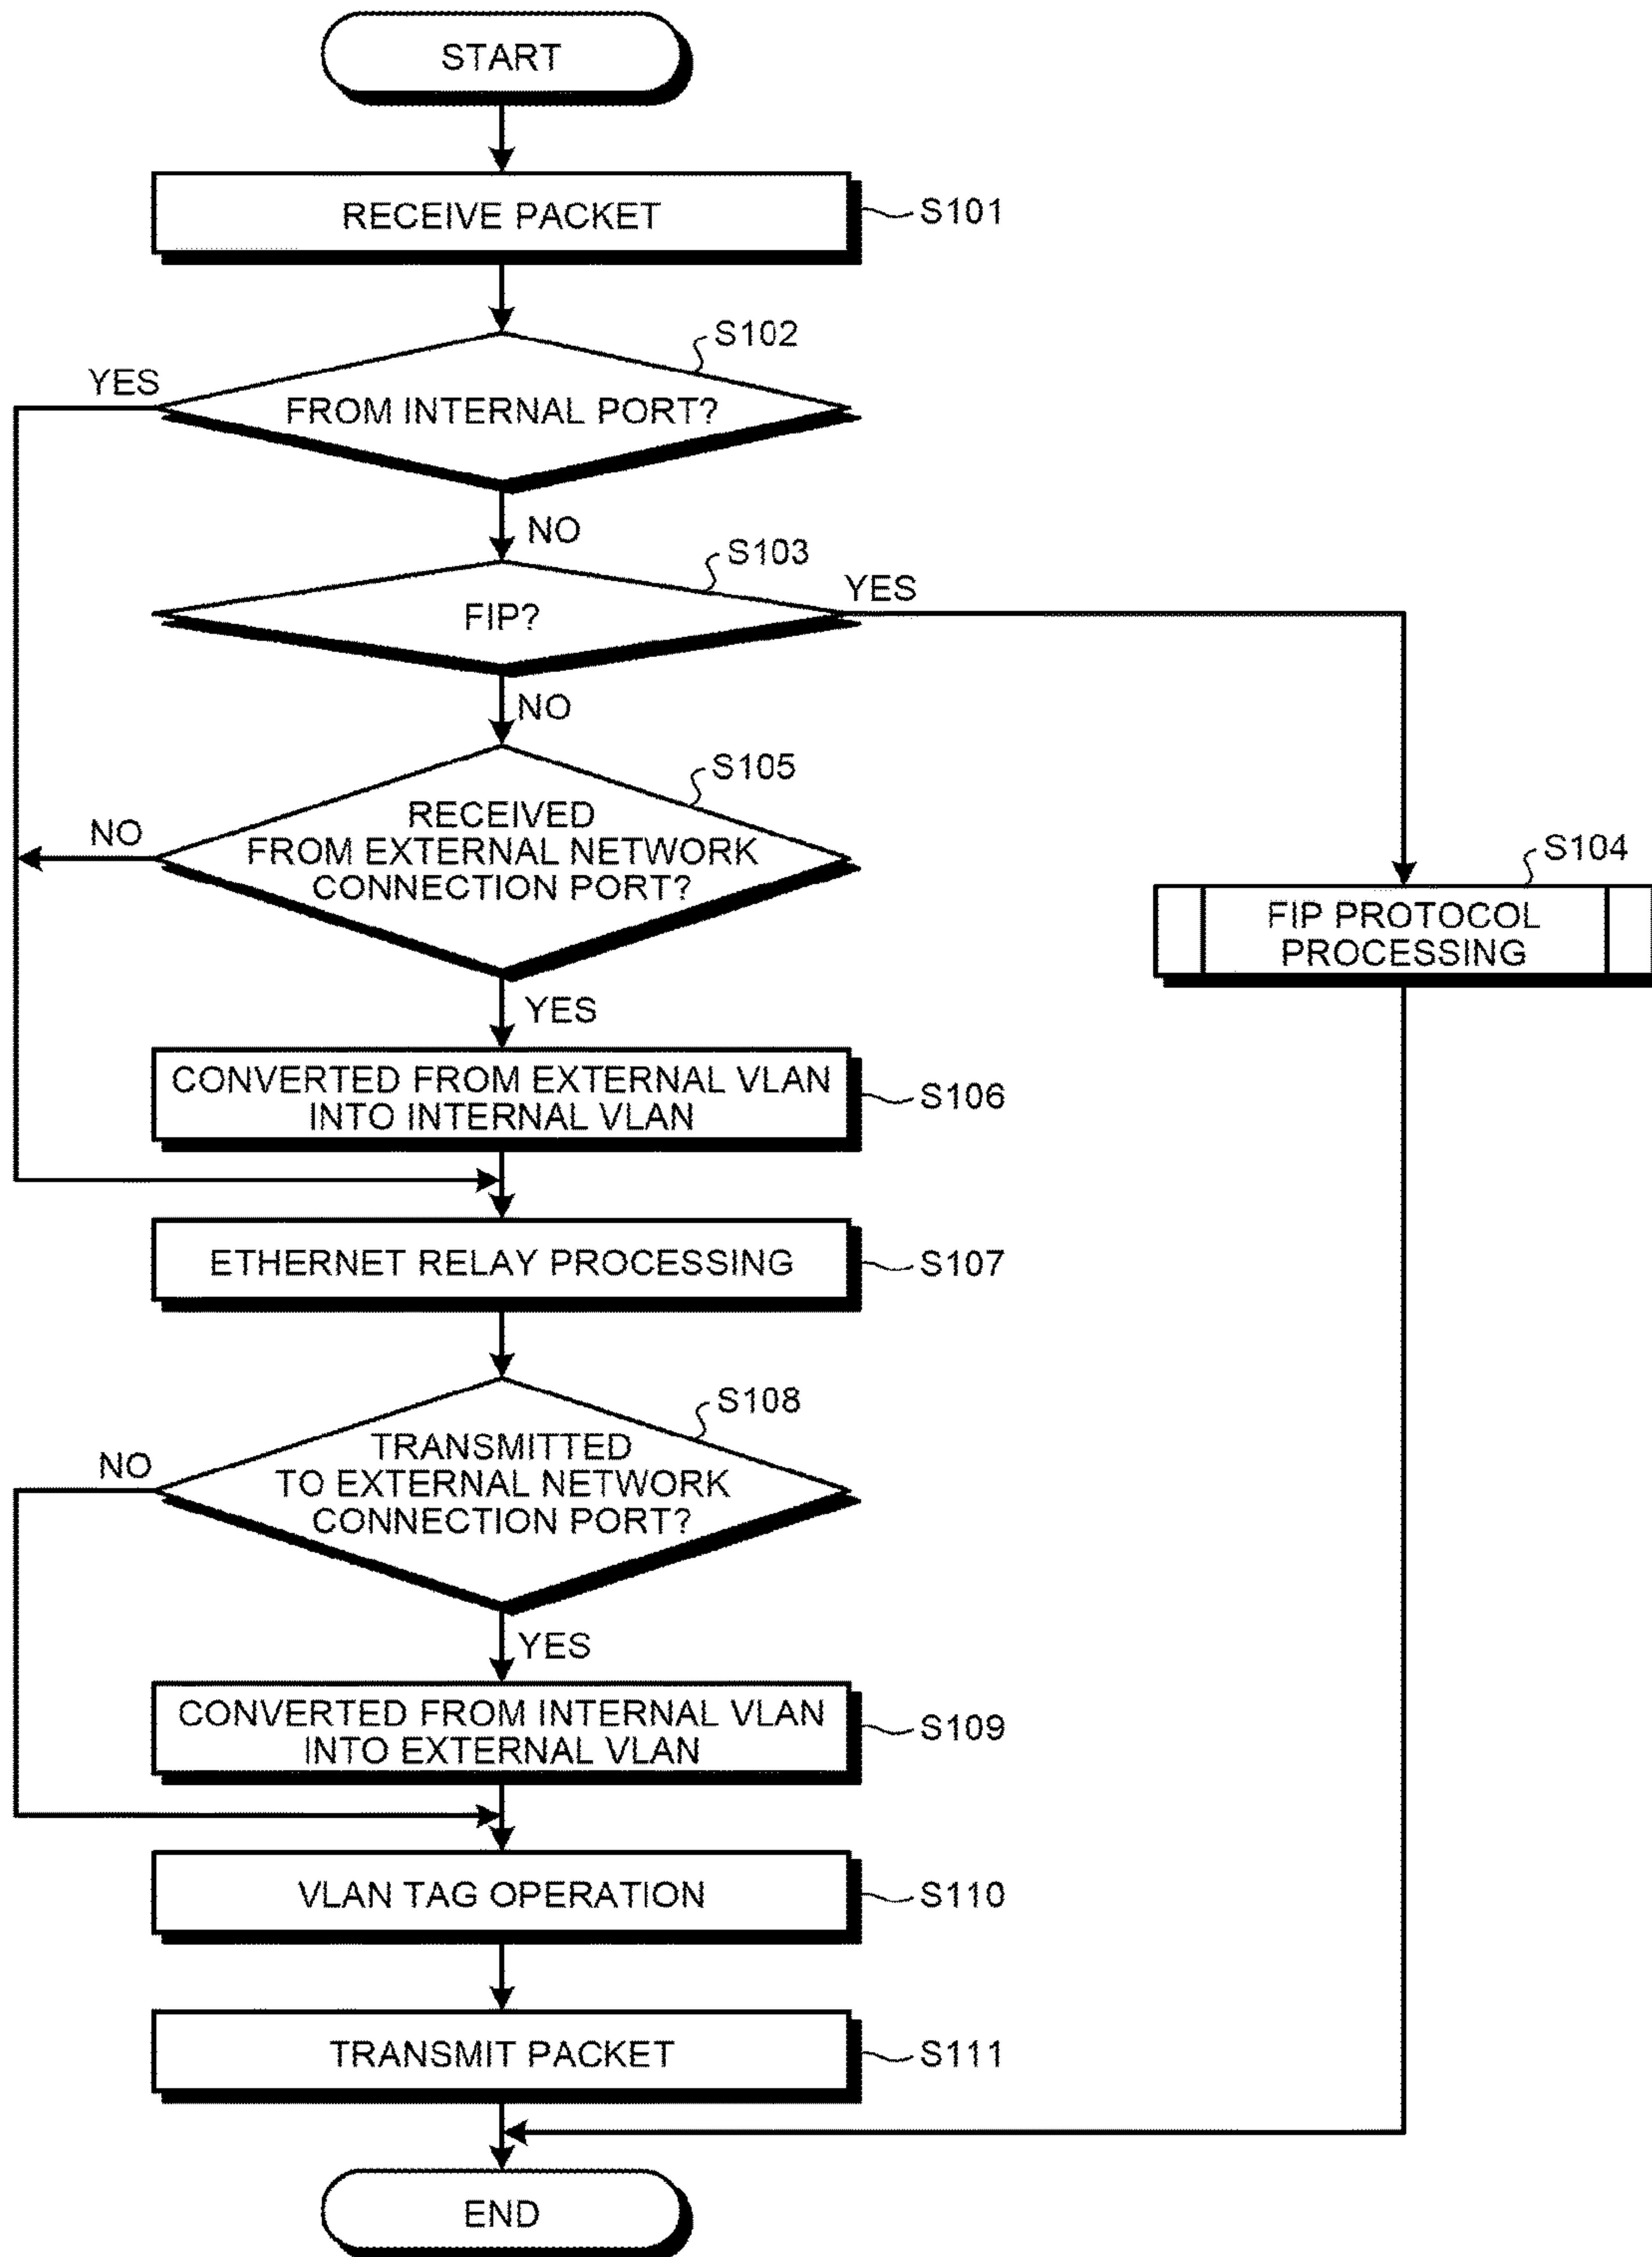 START
RECEIVE PACKET
S101
S102
YES
FROM INTERNAL PORT?
NO
S103
YES
FIP?
NO
S105
NO
RECEIVED
FROM EXTERNAL NETWORK
CONNECTION PORT?
S104
FIP PROTOCOL
PROCESSING
YES
CONVERTED FROM EXTERNAL VLAN
INTO INTERNAL VLAN
S106
ETHERNET RELAY PROCESSING
S107
S108
NO
TRANSMITTED
TO EXTERNAL NETWORK
CONNECTION PORT?
YES
CONVERTED FROM INTERNAL VLAN
INTO EXTERNAL VLAN
S109
VLAN TAG OPERATION
S110
TRANSMIT PACKET
S111
END